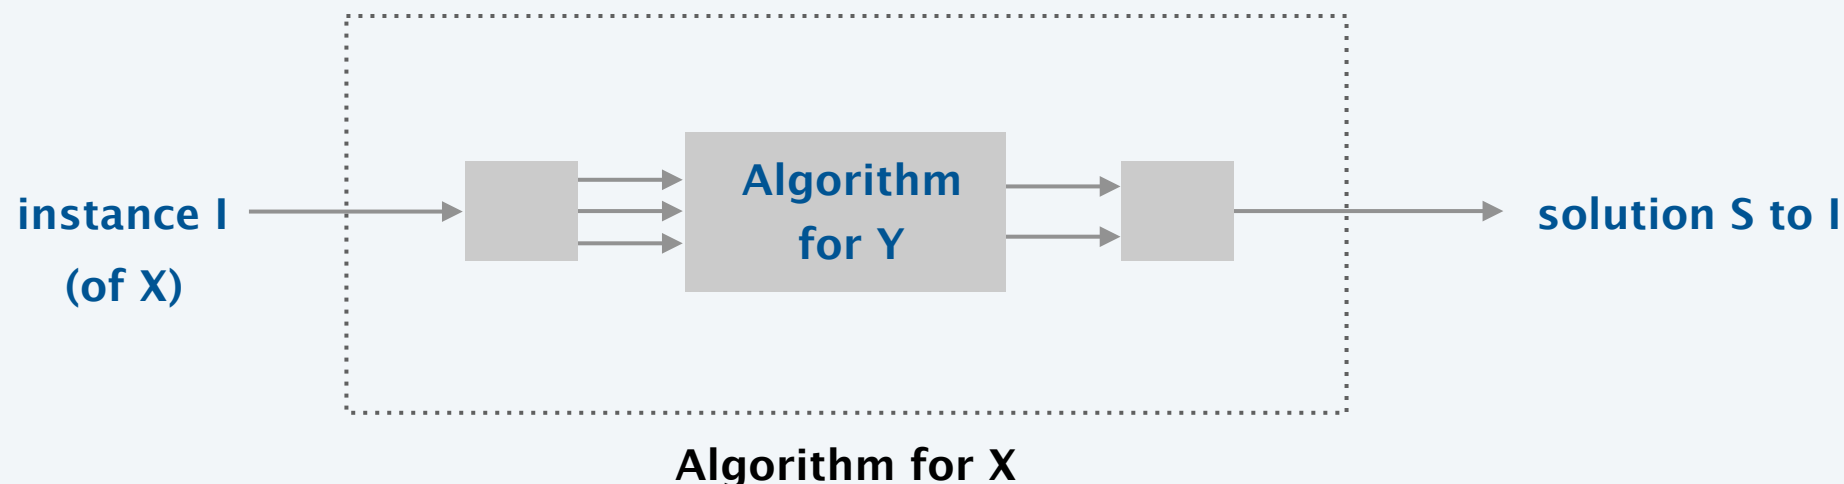 instance I
(of X)
Algorithm
for Y
solution S to I
Algorithm for X